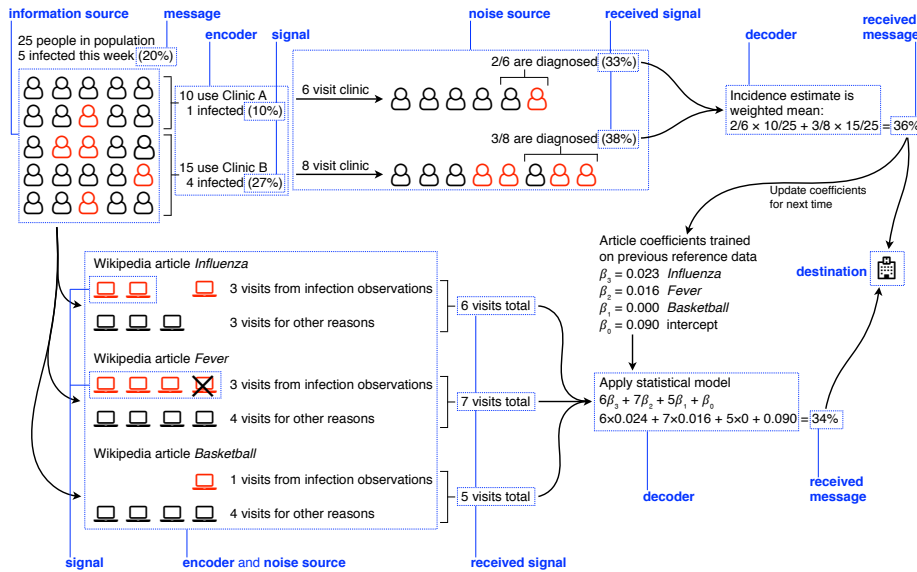 information source
message
encoder
signal
noise source
received signal
decoder
received
message
25 people in population
5 infected this week (20%)
10 use Clinic A
1 infected (10%)
15 use Clinic B
4 infected (27%)
6 visit clinic
2/6 are diagnosed (33%)
8 visit clinic
3/8 are diagnosed (38%)
Incidence estimate is
weighted mean:
2/6 × 10/25 + 3/8 × 15/25 = 36%
Update coefficients
for next time
Article coefficients trained
on previous reference data
β3 = 0.023 Influenza
β2 = 0.016 Fever
β1 = 0.000 Basketball
β0 = 0.090 intercept
destination
Wikipedia article Influenza
3 visits from infection observations
3 visits for other reasons
6 visits total
Wikipedia article Fever
3 visits from infection observations
4 visits for other reasons
7 visits total
Wikipedia article Basketball
1 visits from infection observations
4 visits for other reasons
5 visits total
Apply statistical model
6β3 + 7β2 + 5β1 + β0
6×0.024 + 7×0.016 + 5×0 + 0.090 = 34%
signal
encoder and noise source
received signal
decoder
received
message